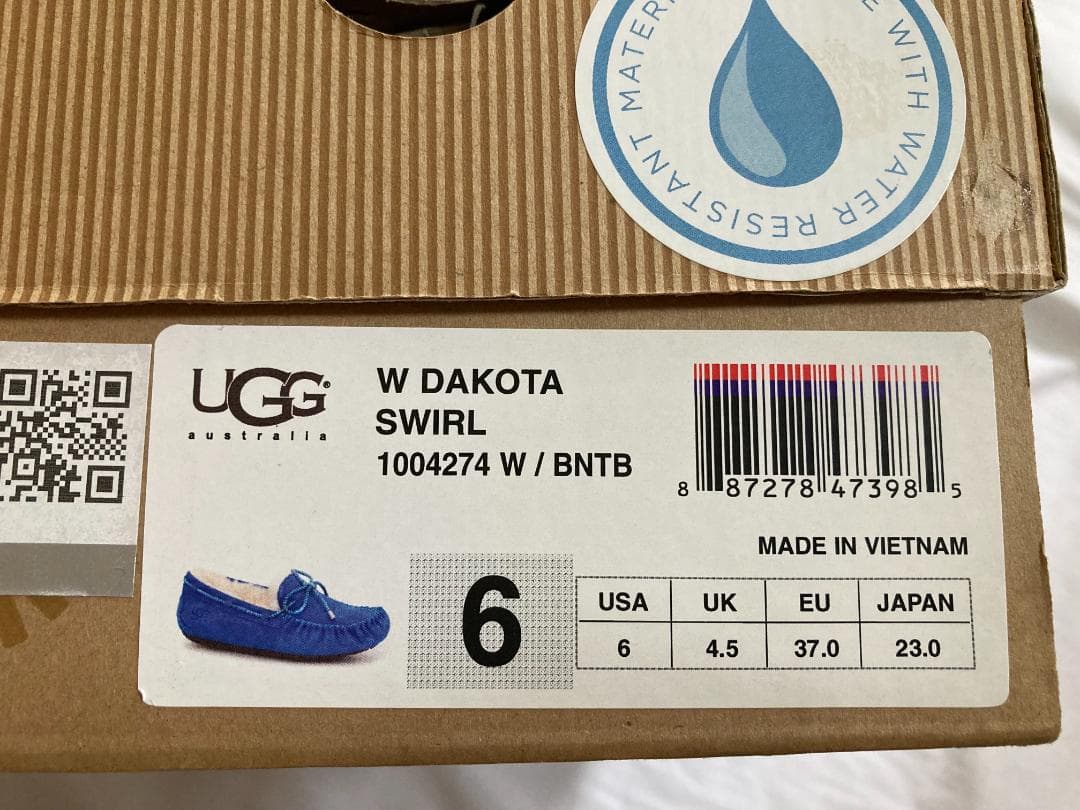 MATER
E WITH WATER RESISTANT
UGG®
australia
W DAKOTA
SWIRL
1004274 W / BNTB
8 87278 47398 5
MADE IN VIETNAM
6
USA UK EU JAPAN
6 4.5 37.0 23.0